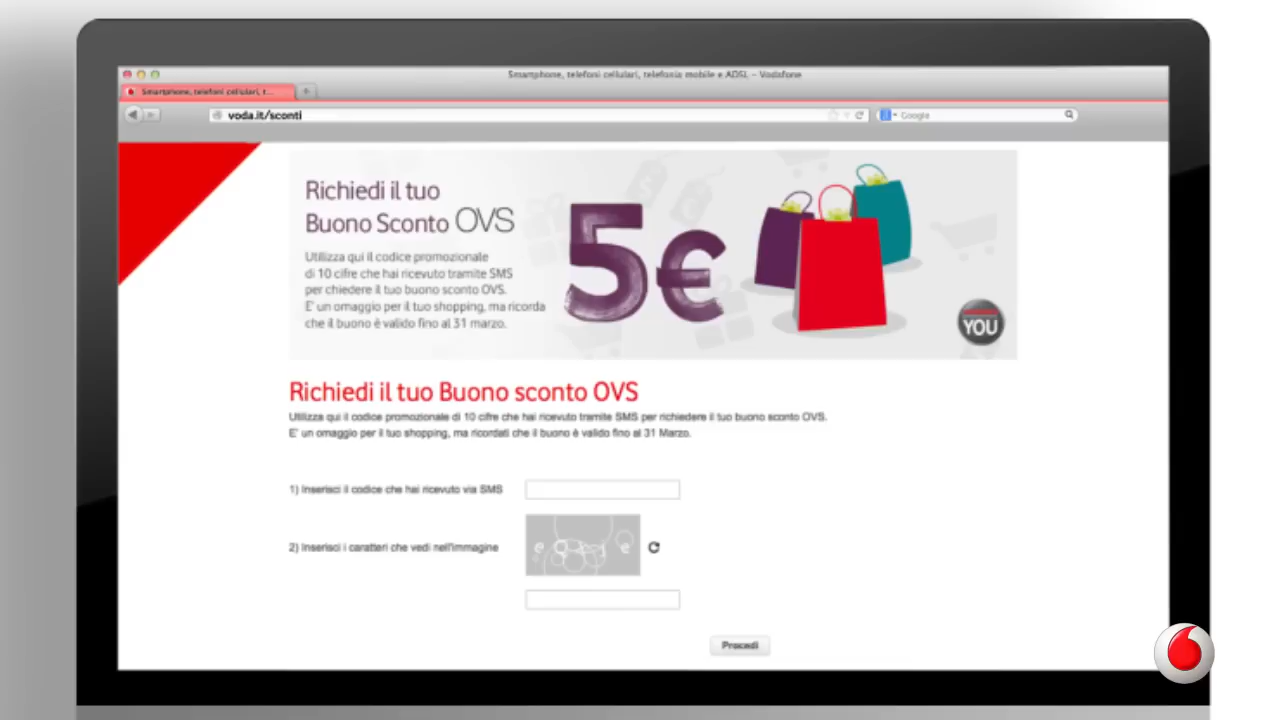 Smartphone, telefoni cellulari, telefonia mobile e ADSL – Vodafone
Smartphone, telefoni cellulari, t...
voda.it/sconti
Google
Richiedi il tuo
Buono Sconto OVS
Utilizza qui il codice promozionale
di 10 cifre che hai ricevuto tramite SMS
per chiedere il tuo buono sconto OVS.
E' un omaggio per il tuo shopping, ma ricorda
che il buono è valido fino al 31 marzo.
5€
YOU
Richiedi il tuo Buono sconto OVS
Utilizza qui il codice promozionale di 10 cifre che hai ricevuto tramite SMS per richiedere il tuo buono sconto OVS.
E' un omaggio per il tuo shopping, ma ricordati che il buono è valido fino al 31 Marzo.
1) Inserisci il codice che hai ricevuto via SMS
2) Inserisci i caratteri che vedi nell'immagine
Procedi